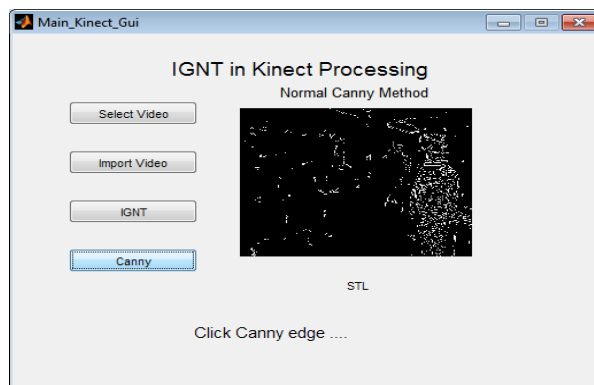 Main_Kinect_Gui
IGNT in Kinect Processing
Normal Canny Method
Select Video
Import Video
IGNT
Canny
STL
Click Canny edge ....